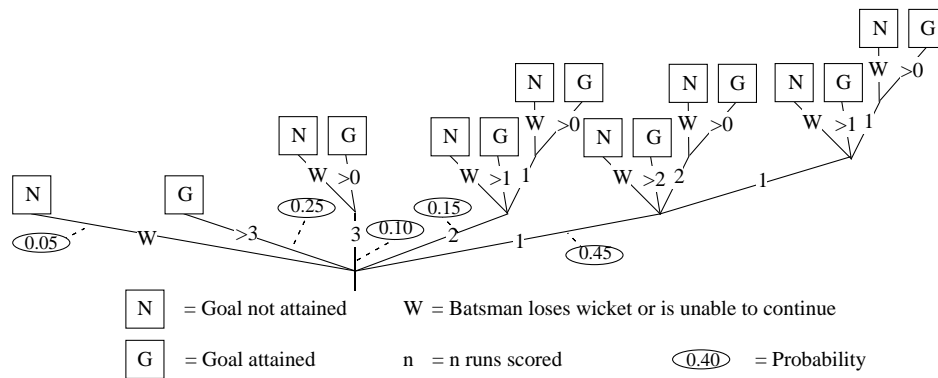 N G
N G N G N G N G
W >0
N G N G W >0 W >0 N G N G W >1 1
W >0 W >1 1 W >2 2 1
N G
0.25 0.15
0.05 W >3 3 0.10 2 1 0.45
N = Goal not attained W = Batsman loses wicket or is unable to continue
G = Goal attained n = n runs scored 0.40 = Probability